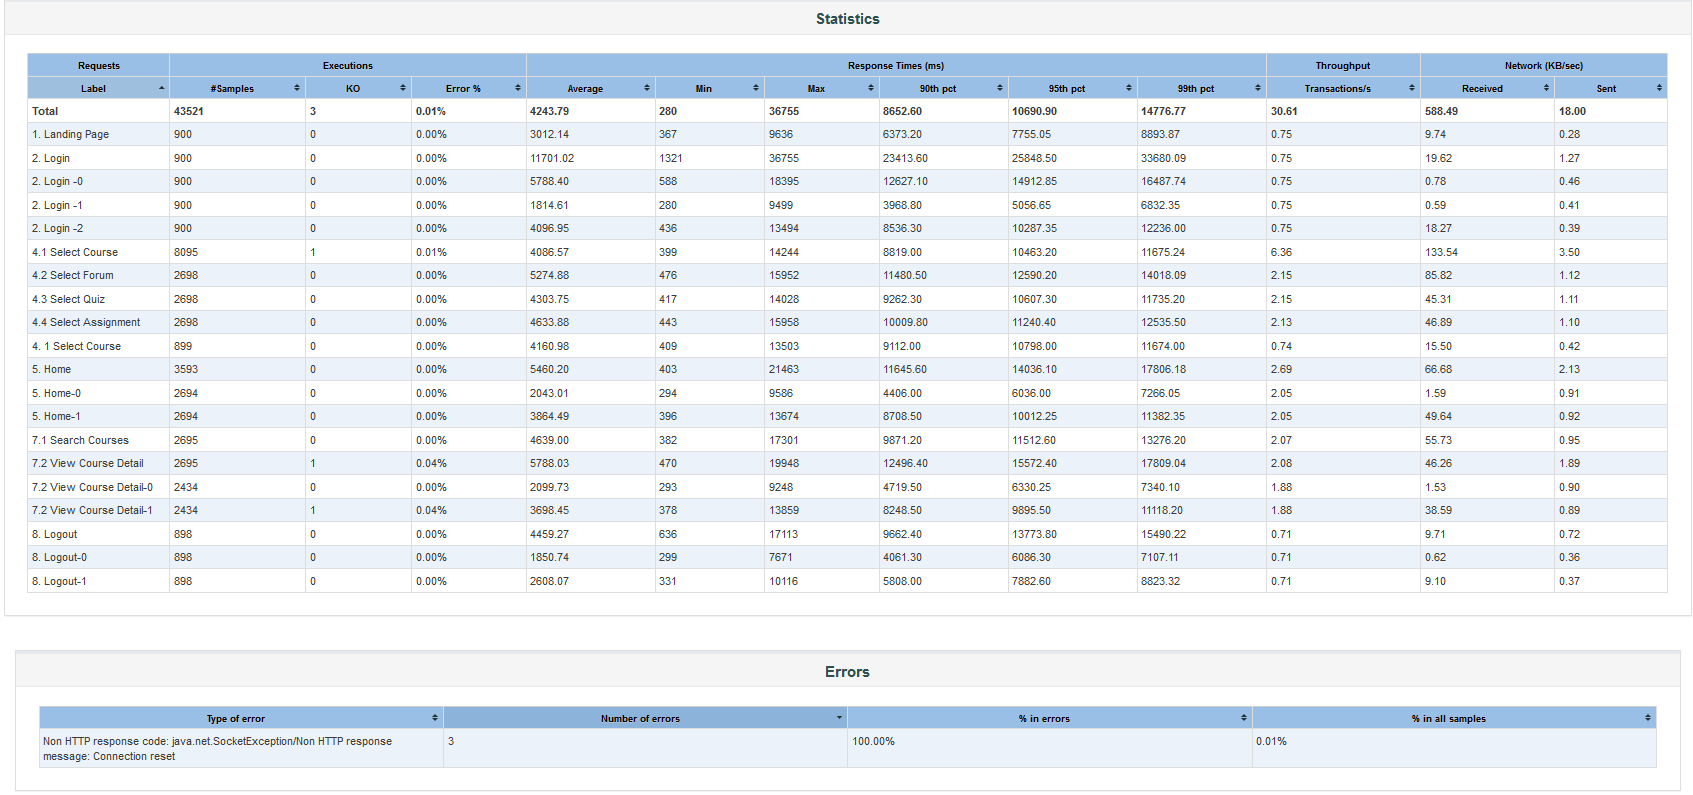 Statistics
Requests Executions Response Times (ms) Throughput Network (KB/sec)
Label #Samples KO Error % Average Min Max 90th pct 95th pct 99th pct Transactions/s Received Sent
Total 43521 3 0.01% 4243.79 280 36755 8652.60 10690.90 14776.77 30.61 588.49 18.00
1. Landing Page 900 0 0.00% 3012.14 367 9636 6373.20 7755.05 8893.87 0.75 9.74 0.28
2. Login 900 0 0.00% 11701.02 1321 36755 23413.60 25848.50 33680.09 0.75 19.62 1.27
2. Login -0 900 0 0.00% 5788.40 588 18395 12627.10 14912.85 16487.74 0.75 0.78 0.46
2. Login -1 900 0 0.00% 1814.61 280 9499 3968.80 5056.65 6832.35 0.75 0.59 0.41
2. Login -2 900 0 0.00% 4096.95 436 13494 8536.30 10287.35 12236.00 0.75 18.27 0.39
4.1 Select Course 8095 1 0.01% 4086.57 399 14244 8819.00 10463.20 11675.24 6.36 133.54 3.50
4.2 Select Forum 2698 0 0.00% 5274.88 476 15952 11480.50 12590.20 14018.09 2.15 85.82 1.12
4.3 Select Quiz 2698 0 0.00% 4303.75 417 14028 9262.30 10607.30 11735.20 2.15 45.31 1.11
4.4 Select Assignment 2698 0 0.00% 4633.88 443 15958 10009.80 11240.40 12535.50 2.13 46.89 1.10
4. 1 Select Course 899 0 0.00% 4160.98 409 13503 9112.00 10798.00 11674.00 0.74 15.50 0.42
5. Home 3593 0 0.00% 5460.20 403 21463 11645.60 14036.10 17806.18 2.69 66.68 2.13
5. Home-0 2694 0 0.00% 2043.01 294 9586 4406.00 6036.00 7266.05 2.05 1.59 0.91
5. Home-1 2694 0 0.00% 3864.49 396 13674 8708.50 10012.25 11382.35 2.05 49.64 0.92
7.1 Search Courses 2695 0 0.00% 4639.00 382 17301 9871.20 11512.60 13276.20 2.07 55.73 0.95
7.2 View Course Detail 2695 1 0.04% 5788.03 470 19948 12496.40 15572.40 17809.04 2.08 46.26 1.89
7.2 View Course Detail-0 2434 0 0.00% 2099.73 293 9248 4719.50 6330.25 7340.10 1.88 1.53 0.90
7.2 View Course Detail-1 2434 1 0.04% 3698.45 378 13859 8248.50 9895.50 11118.20 1.88 38.59 0.89
8. Logout 898 0 0.00% 4459.27 636 17113 9662.40 13773.80 15490.22 0.71 9.71 0.72
8. Logout-0 898 0 0.00% 1850.74 299 7671 4061.30 6086.30 7107.11 0.71 0.62 0.36
8. Logout-1 898 0 0.00% 2608.07 331 10116 5808.00 7882.60 8823.32 0.71 9.10 0.37
Errors
Type of error Number of errors % in errors % in all samples
Non HTTP response code: java.net.SocketException/Non HTTP response 3 100.00% 0.01%
message: Connection reset